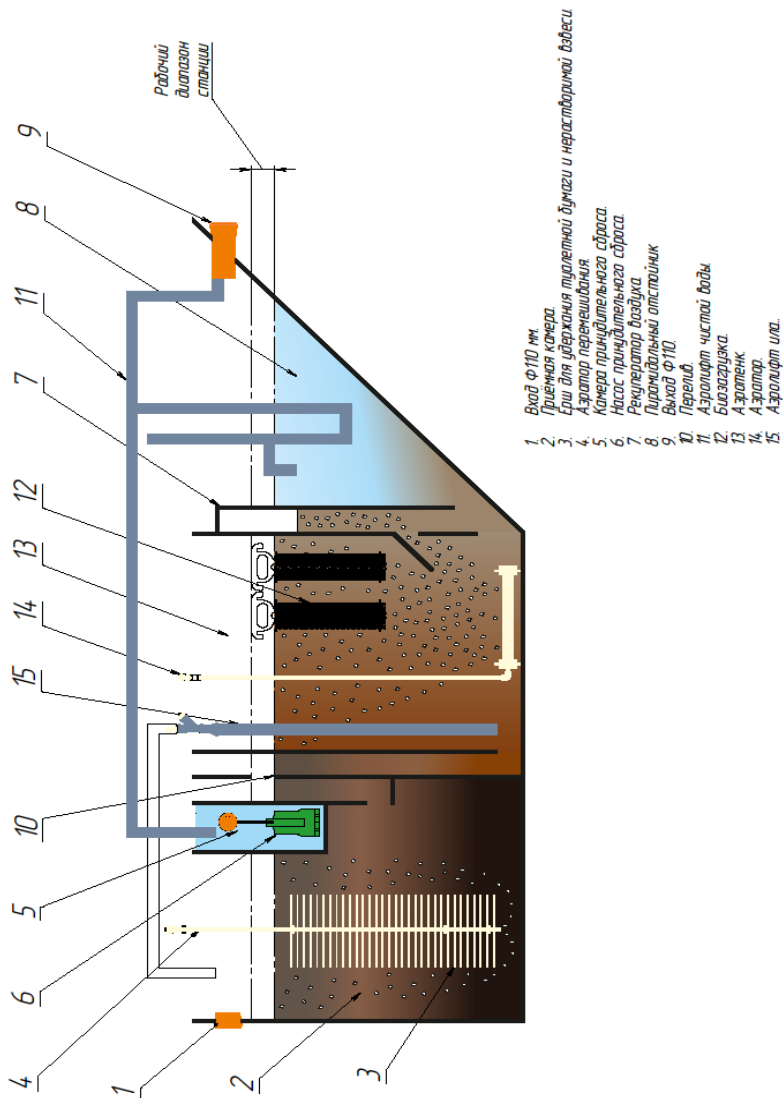 Рабочий
диапазон
станции
9
8
11
7
12
13
14
15
10
5
6
4
1
2
3
1. Вход Ф110 мм.
2. Приёмная камера.
3. Ерш для удержания туалетной бумаги и нерастворимой взвеси.
4. Аэратор перемешивания.
5. Камера принудительного сброса.
6. Насос принудительного сброса.
7. Рекуператор воздуха
8. Пирамидальный отстойник
9. Выход Ф110.
10. Перелив.
11. Аэролифт чистой воды.
12. Биозагрузка.
13. Аэротенк.
14. Аэратор.
15. Аэролифт ила.